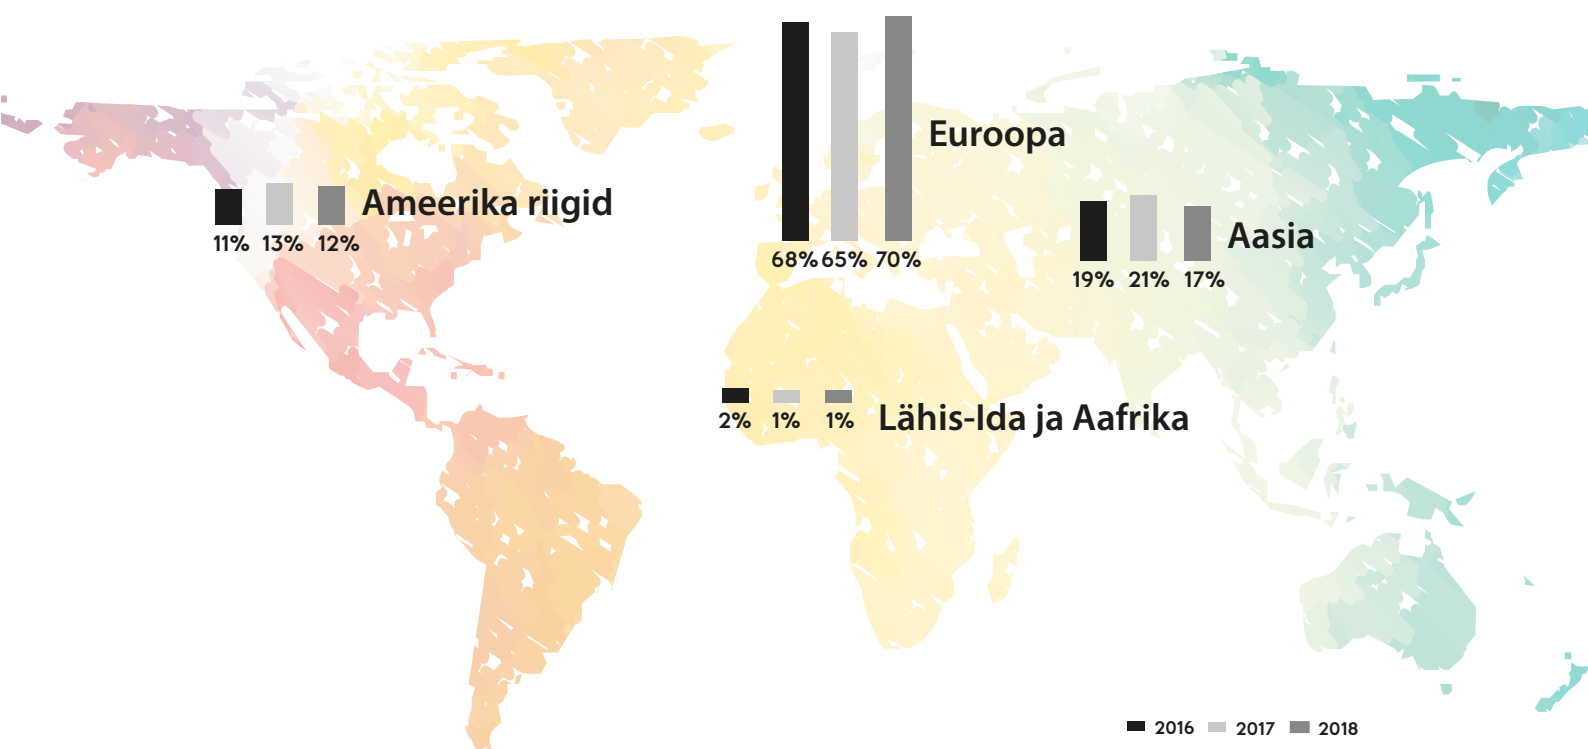 Euroopa
68% 65% 70%
Ameerika riigid
11% 13% 12%
Aasia
19% 21% 17%
Lähis-Ida ja Aafrika
2% 1% 1%
2016 2017 2018